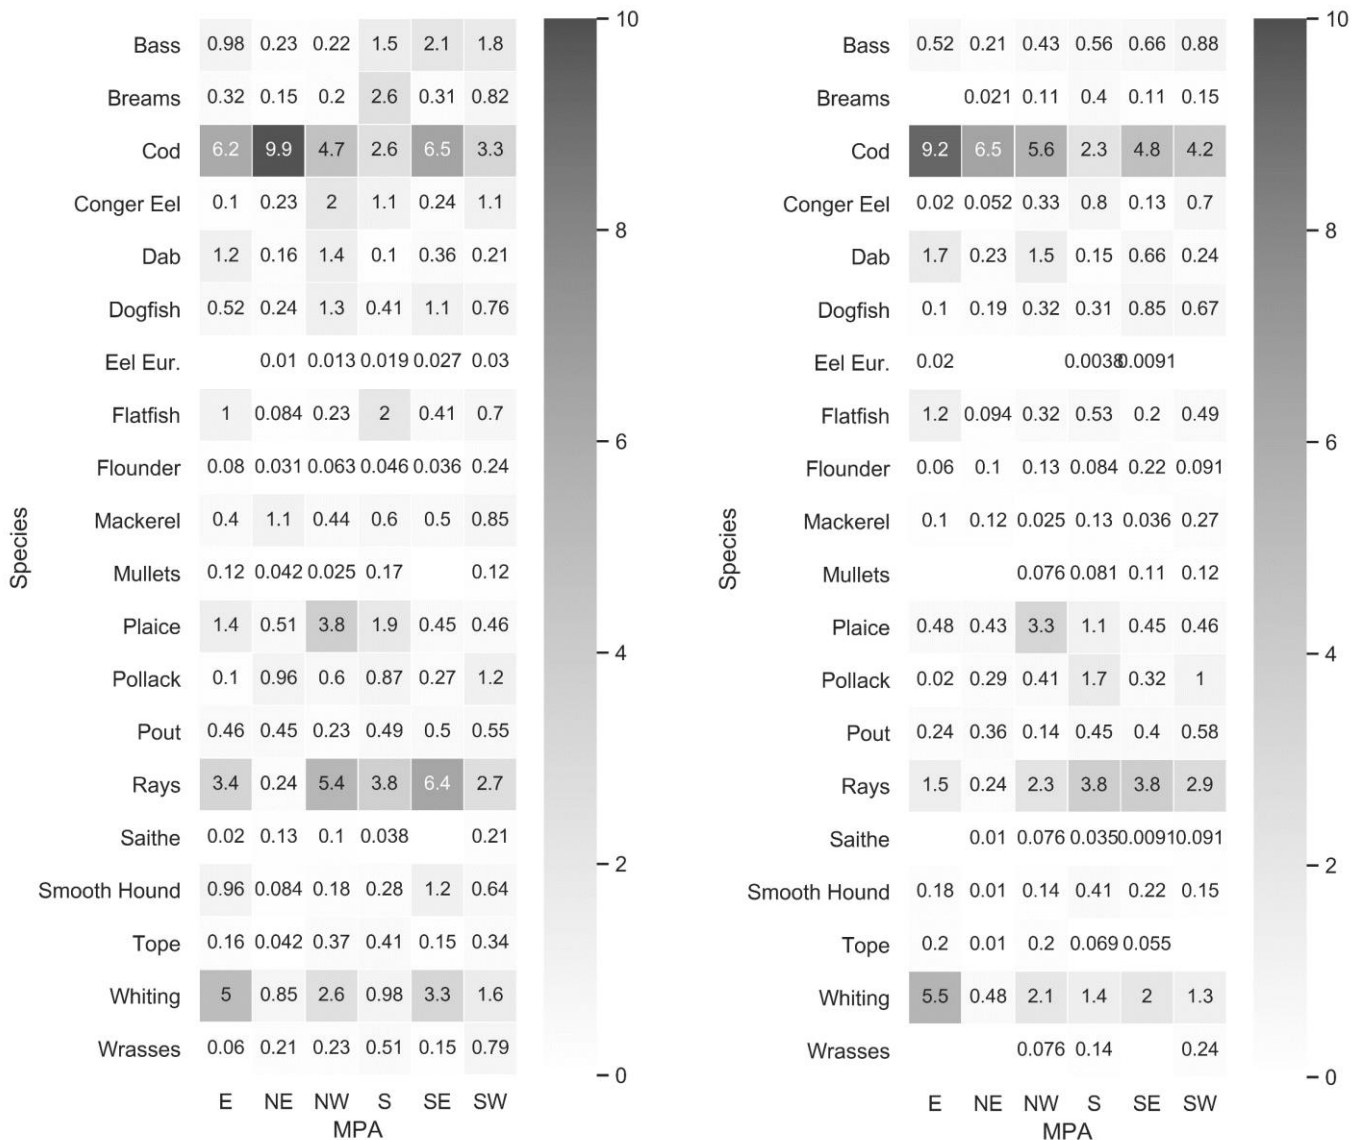 Bass 0.98 0.23 0.22 1.5 2.1 1.8
Breams 0.32 0.15 0.2 2.6 0.31 0.82
Cod 6.2 9.9 4.7 2.6 6.5 3.3
Conger Eel 0.1 0.23 2 1.1 0.24 1.1
Dab 1.2 0.16 1.4 0.1 0.36 0.21
Dogfish 0.52 0.24 1.3 0.41 1.1 0.76
Eel Eur. 0.01 0.013 0.019 0.027 0.03
Flatfish 1 0.084 0.23 2 0.41 0.7
Flounder 0.08 0.031 0.063 0.046 0.036 0.24
Mackerel 0.4 1.1 0.44 0.6 0.5 0.85
Mullets 0.12 0.042 0.025 0.17 0.12
Plaice 1.4 0.51 3.8 1.9 0.45 0.46
Pollack 0.1 0.96 0.6 0.87 0.27 1.2
Pout 0.46 0.45 0.23 0.49 0.5 0.55
Rays 3.4 0.24 5.4 3.8 6.4 2.7
Saithe 0.02 0.13 0.1 0.038 0.21
Smooth Hound 0.96 0.084 0.18 0.28 1.2 0.64
Tope 0.16 0.042 0.37 0.41 0.15 0.34
Whiting 5 0.85 2.6 0.98 3.3 1.6
Wrasses 0.06 0.21 0.23 0.51 0.15 0.79
E NE NW S SE SW
MPA
Species
10
8
6
4
2
0
Bass 0.52 0.21 0.43 0.56 0.66 0.88
Breams 0.021 0.11 0.4 0.11 0.15
Cod 9.2 6.5 5.6 2.3 4.8 4.2
Conger Eel 0.02 0.052 0.33 0.8 0.13 0.7
Dab 1.7 0.23 1.5 0.15 0.66 0.24
Dogfish 0.1 0.19 0.32 0.31 0.85 0.67
Eel Eur. 0.02 0.0038 0.0091
Flatfish 1.2 0.094 0.32 0.53 0.2 0.49
Flounder 0.06 0.1 0.13 0.084 0.22 0.091
Mackerel 0.1 0.12 0.025 0.13 0.036 0.27
Mullets 0.076 0.081 0.11 0.12
Plaice 0.48 0.43 3.3 1.1 0.45 0.46
Pollack 0.02 0.29 0.41 1.7 0.32 1
Pout 0.24 0.36 0.14 0.45 0.4 0.58
Rays 1.5 0.24 2.3 3.8 3.8 2.9
Saithe 0.01 0.076 0.035 0.0091 0.091
Smooth Hound 0.18 0.01 0.14 0.41 0.22 0.15
Tope 0.2 0.01 0.2 0.069 0.055
Whiting 5.5 0.48 2.1 1.4 2 1.3
Wrasses 0.076 0.14 0.24
E NE NW S SE SW
MPA
Species
10
8
6
4
2
0